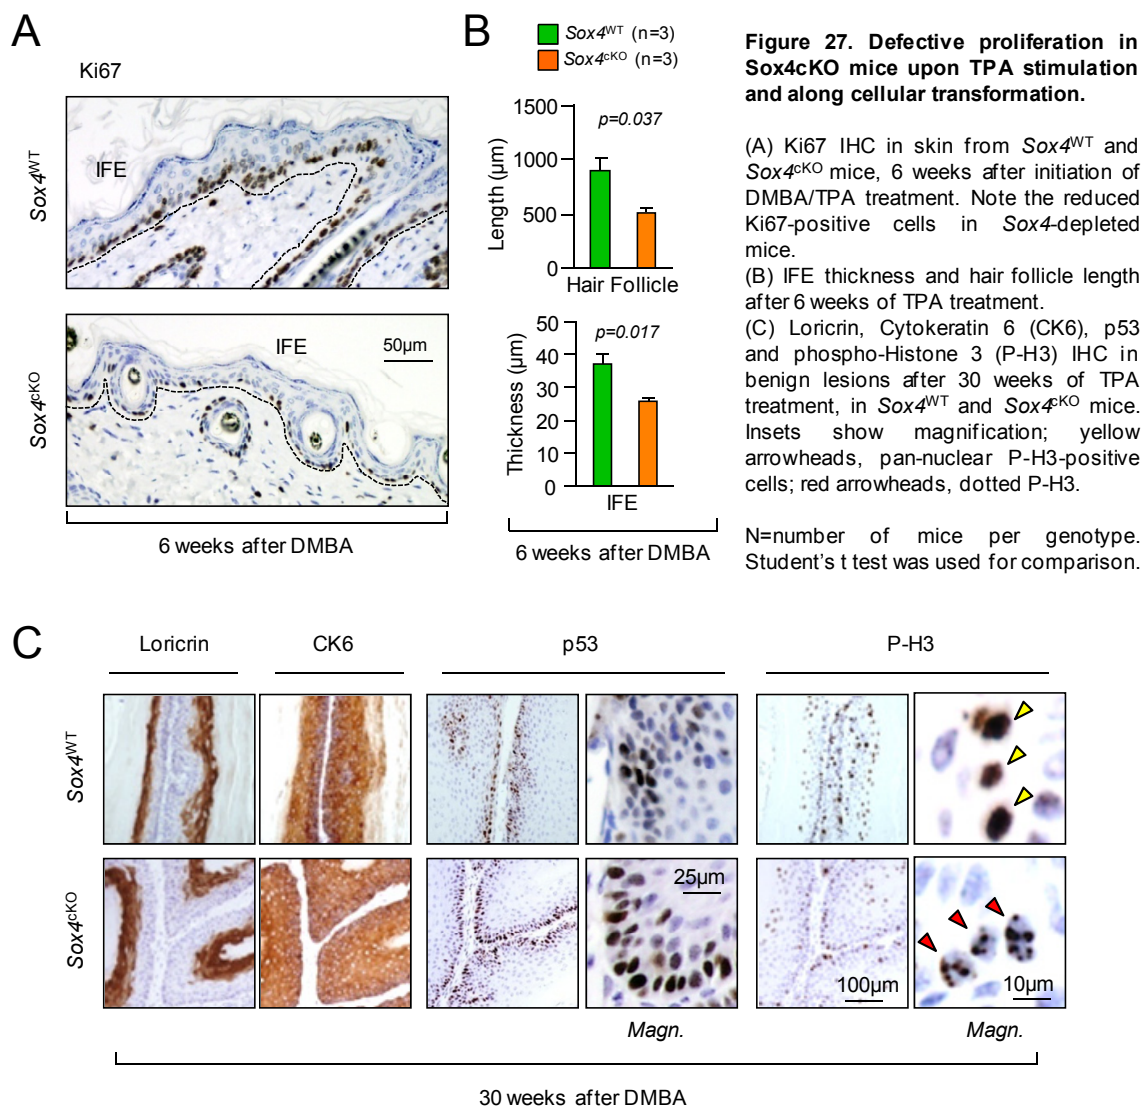 A
Ki67
Sox4WT
IFE
Sox4cKO
IFE
50µm
6 weeks after DMBA
B
Sox4WT (n=3)
Sox4cKO (n=3)
Length (µm)
1500
1000
500
0
p=0.037
Hair Follicle
Thickness (µm)
50
40
30
20
10
0
p=0.017
IFE
6 weeks after DMBA
Figure 27. Defective proliferation in
Sox4cKO mice upon TPA stimulation
and along cellular transformation.
(A) Ki67 IHC in skin from Sox4WT and
Sox4cKO mice, 6 weeks after initiation of
DMBA/TPA treatment. Note the reduced
Ki67-positive cells in Sox4-depleted
mice.
(B) IFE thickness and hair follicle length
after 6 weeks of TPA treatment.
(C) Loricrin, Cytokeratin 6 (CK6), p53
and phospho-Histone 3 (P-H3) IHC in
benign lesions after 30 weeks of TPA
treatment, in Sox4WT and Sox4cKO mice.
Insets show magnification; yellow
arrowheads, pan-nuclear P-H3-positive
cells; red arrowheads, dotted P-H3.
N=number of mice per genotype.
Student's t test was used for comparison.
C
Loricrin
CK6
p53
P-H3
Sox4WT
Sox4cKO
25µm
100µm
10µm
Magn.
Magn.
30 weeks after DMBA